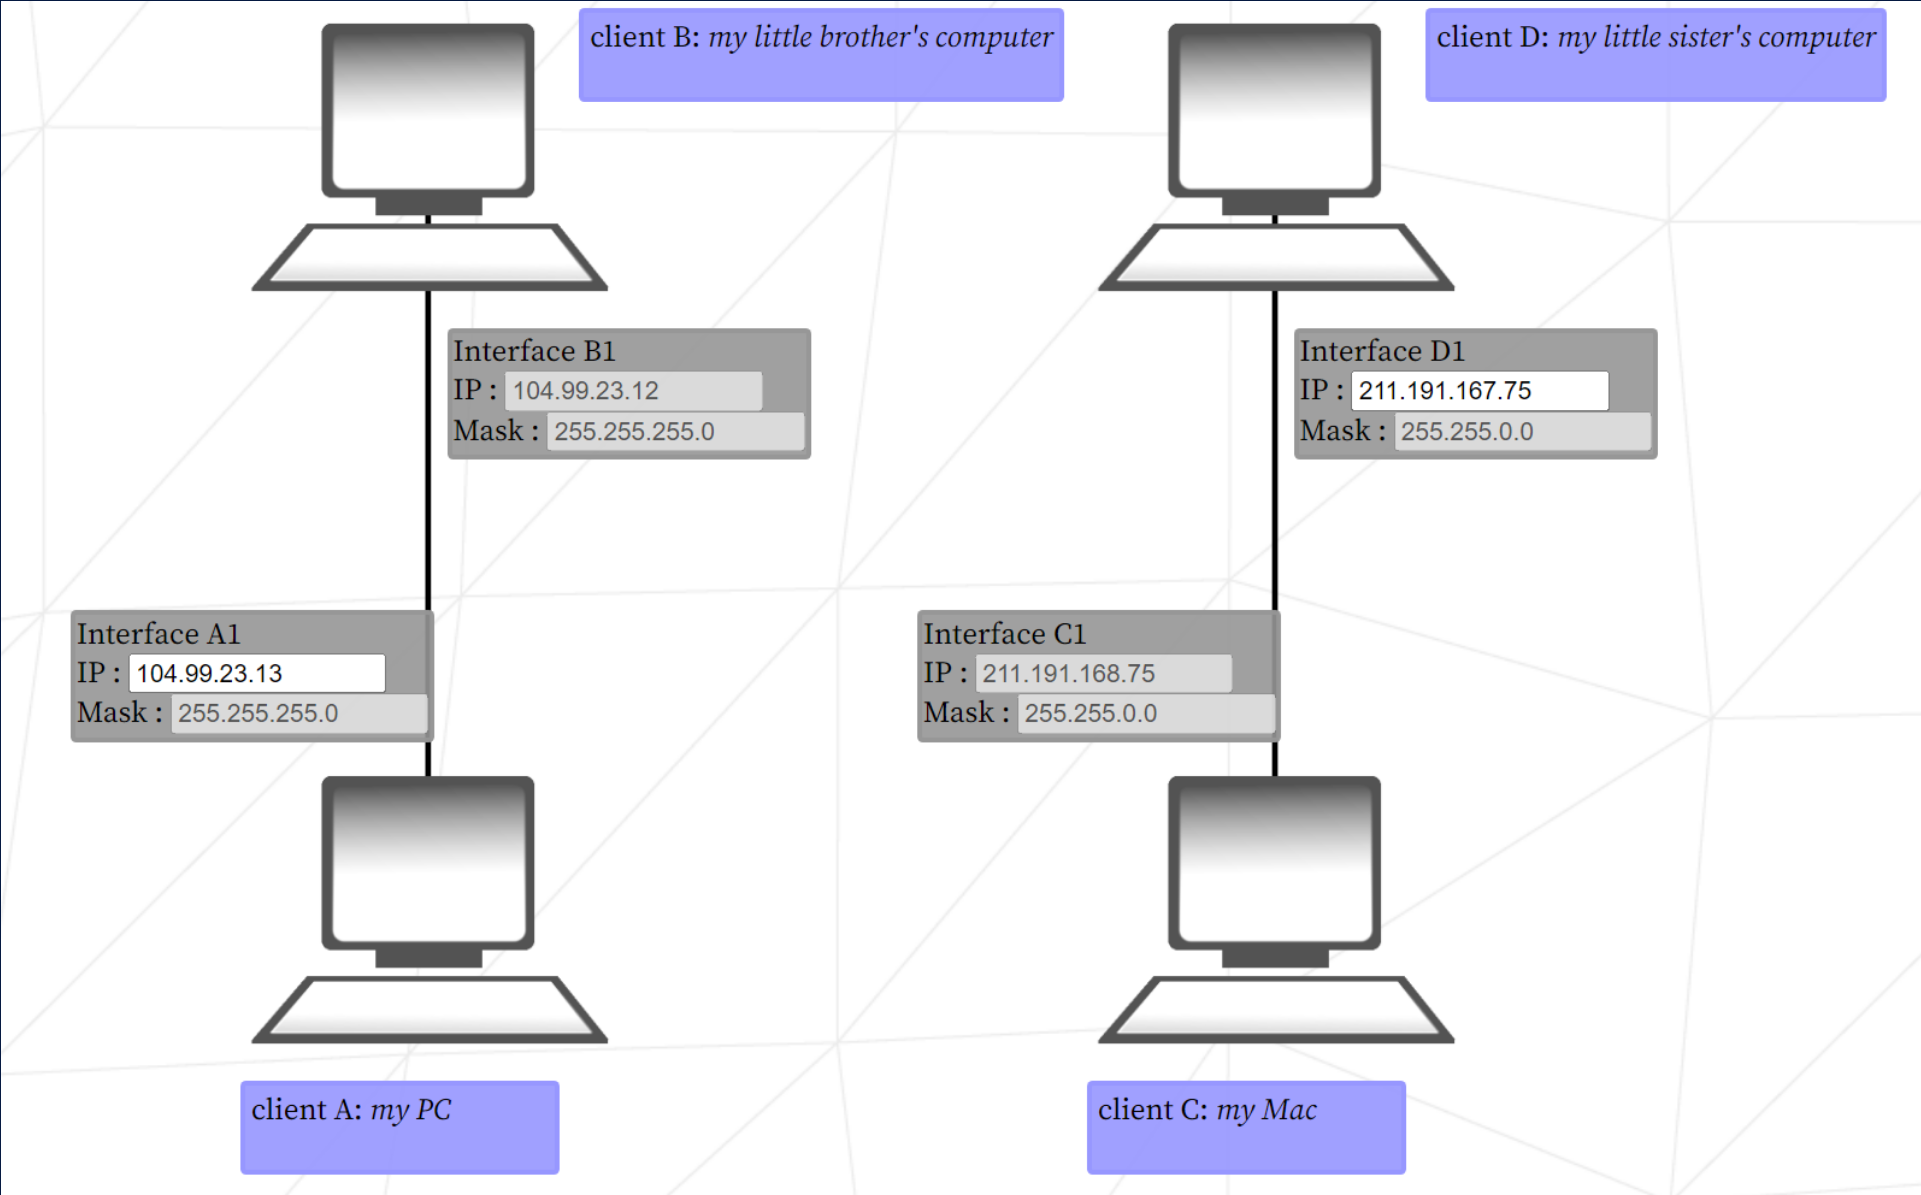 client B: my little brother's computer
client D: my little sister's computer
Interface B1
IP : 104.99.23.12
Mask : 255.255.255.0
Interface D1
IP : 211.191.167.75
Mask : 255.255.0.0
Interface A1
IP : 104.99.23.13
Mask : 255.255.255.0
Interface C1
IP : 211.191.168.75
Mask : 255.255.0.0
client A: my PC
client C: my Mac